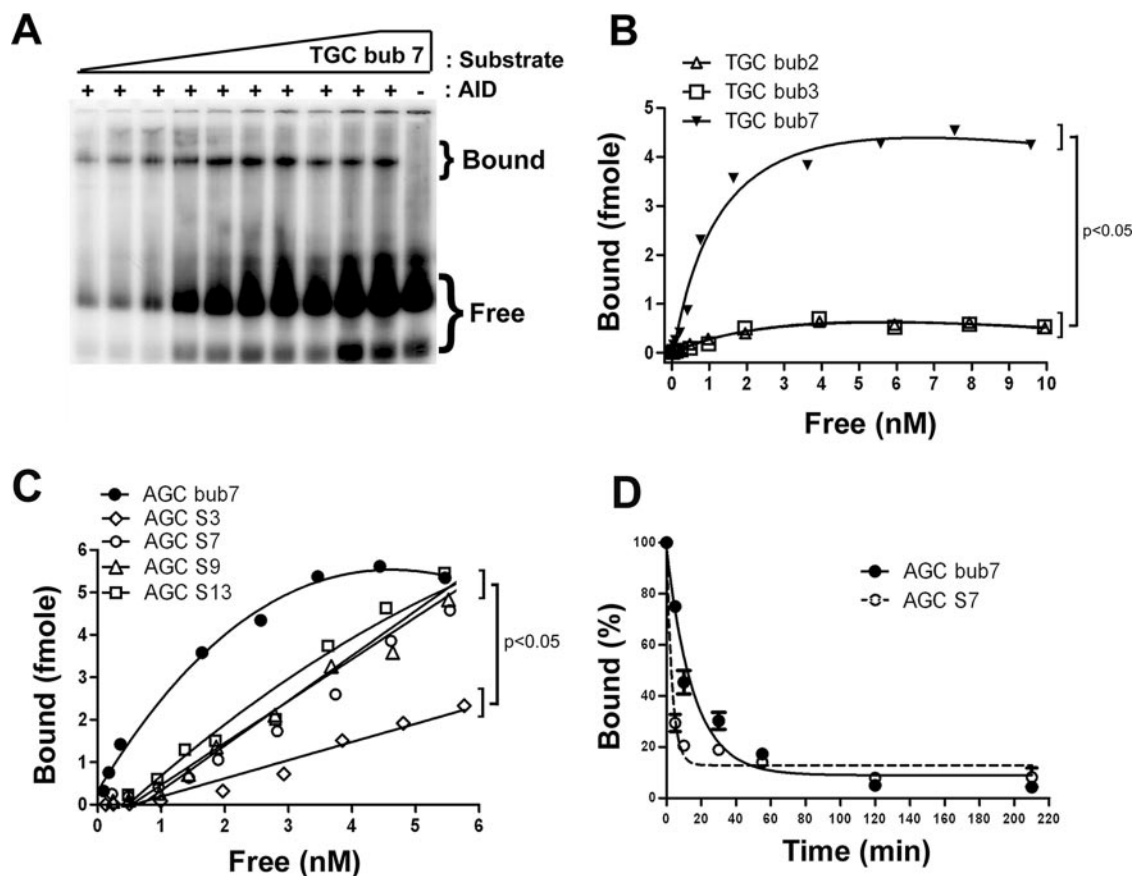 A
TGC bub 7 : Substrate
+ + + + + + + + + + - : AID
Bound
Free
B
TGC bub2
TGC bub3
TGC bub7
5
4
3
2
1
0
0 1 2 3 4 5 6 7 8 9 10
Bound (fmole)
Free (nM)
p<0.05
C
AGC bub7
AGC S3
AGC S7
AGC S9
AGC S13
6
5
4
3
2
1
0
0 1 2 3 4 5 6
Bound (fmole)
Free (nM)
p<0.05
D
AGC bub7
AGC S7
100
80
60
40
20
0
0 20 40 60 80 100 120 140 160 180 200 220
Bound (%)
Time (min)